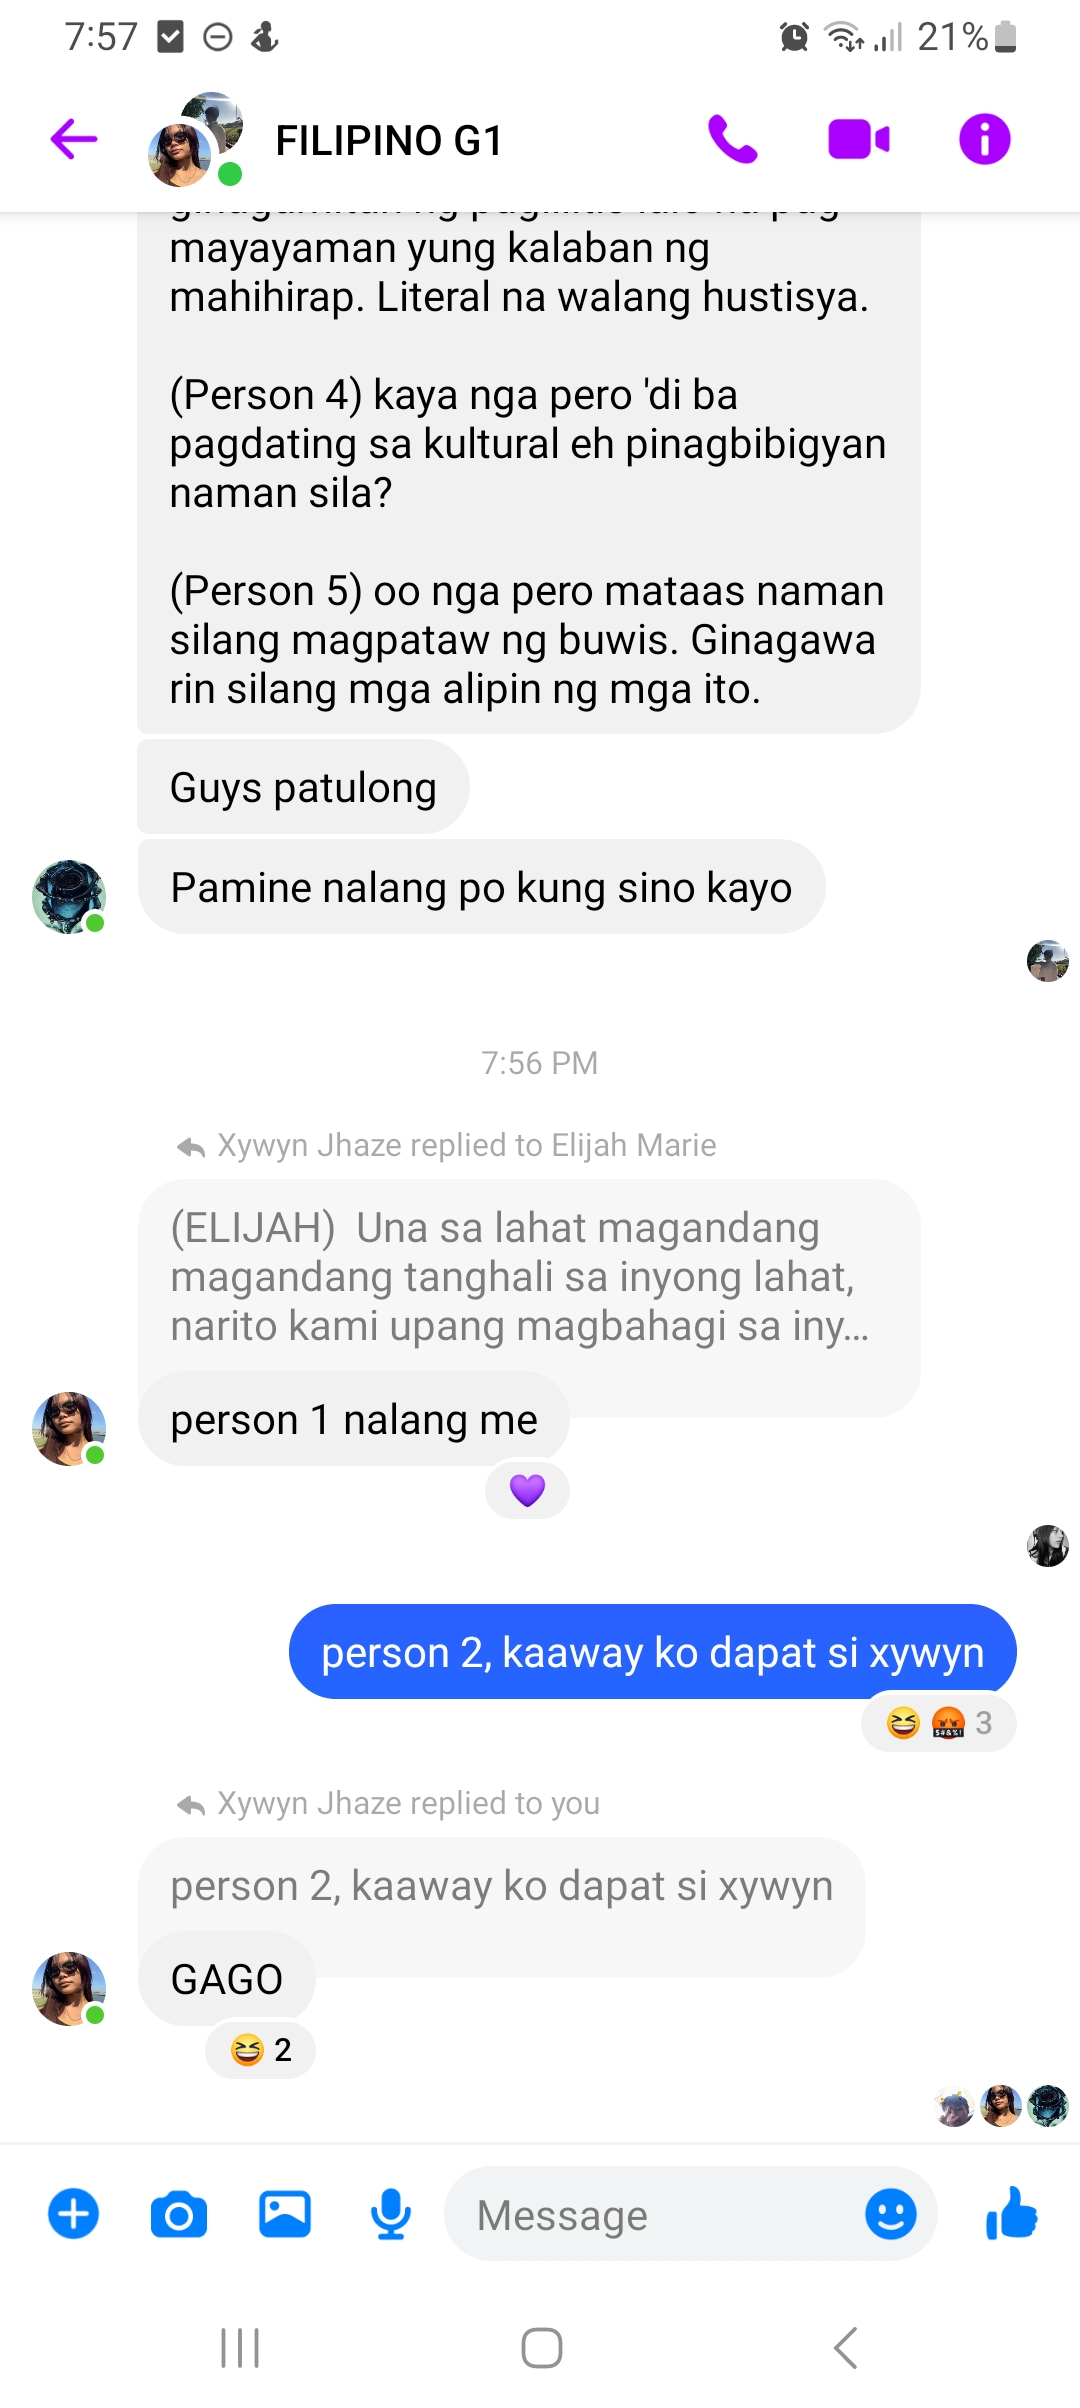 7:57
21%
FILIPINO G1
mayayaman yung kalaban ng
mahihirap. Literal na walang hustisya.
(Person 4) kaya nga pero 'di ba
pagdating sa kultural eh pinagbibigyan
naman sila?
(Person 5) oo nga pero mataas naman
silang magpataw ng buwis. Ginagawa
rin silang mga alipin ng mga ito.
Guys patulong
Pamine nalang po kung sino kayo
7:56 PM
Xywyn Jhaze replied to Elijah Marie
(ELIJAH)  Una sa lahat magandang
magandang tanghali sa inyong lahat,
narito kami upang magbahagi sa iny...
person 1 nalang me
person 2, kaaway ko dapat si xywyn
3
Xywyn Jhaze replied to you
person 2, kaaway ko dapat si xywyn
GAGO
2
Message